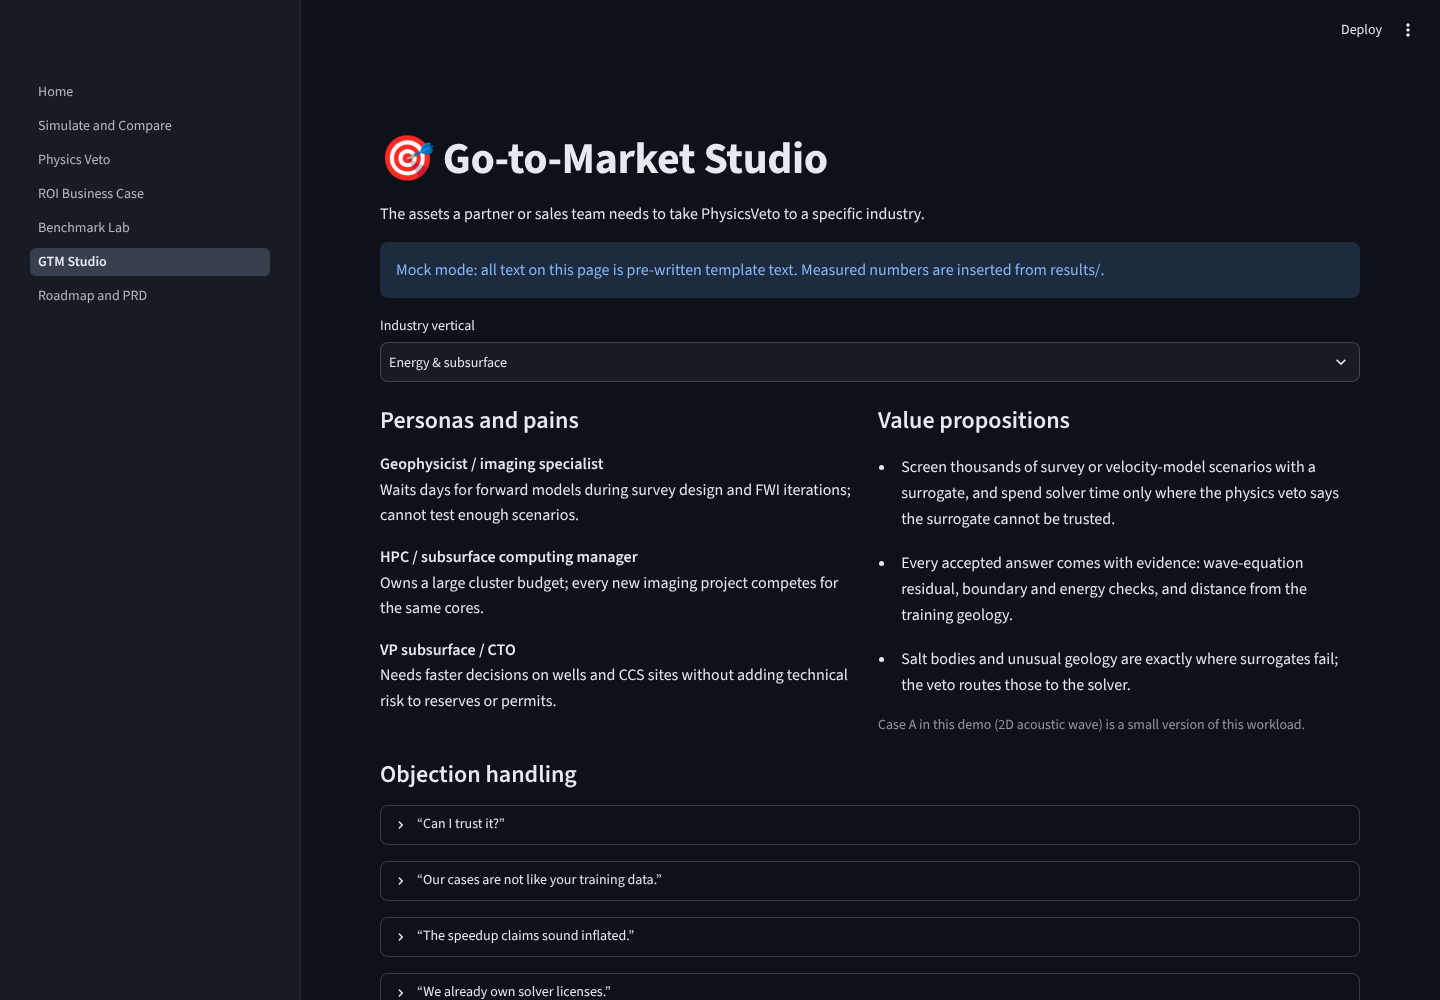 Deploy
Home
Simulate and Compare
Physics Veto
ROI Business Case
Benchmark Lab
GTM Studio
Roadmap and PRD
Go-to-Market Studio
The assets a partner or sales team needs to take PhysicsVeto to a specific industry.
Mock mode: all text on this page is pre-written template text. Measured numbers are inserted from results/.
Industry vertical
Energy & subsurface
Personas and pains
Geophysicist / imaging specialist
Waits days for forward models during survey design and FWI iterations;
cannot test enough scenarios.
HPC / subsurface computing manager
Owns a large cluster budget; every new imaging project competes for
the same cores.
VP subsurface / CTO
Needs faster decisions on wells and CCS sites without adding technical
risk to reserves or permits.
Value propositions
Screen thousands of survey or velocity-model scenarios with a
surrogate, and spend solver time only where the physics veto says
the surrogate cannot be trusted.
Every accepted answer comes with evidence: wave-equation
residual, boundary and energy checks, and distance from the
training geology.
Salt bodies and unusual geology are exactly where surrogates fail;
the veto routes those to the solver.
Case A in this demo (2D acoustic wave) is a small version of this workload.
Objection handling
“Can I trust it?”
“Our cases are not like your training data.”
“The speedup claims sound inflated.”
“We already own solver licenses.”